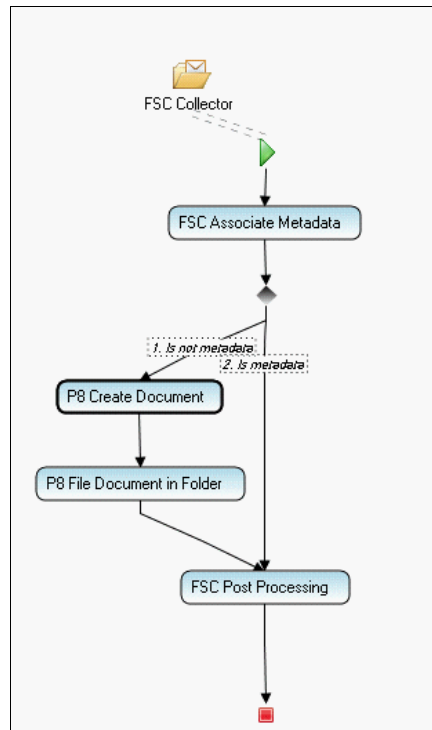 FSC Collector
FSC Associate Metadata
1. Is not metadata
2. Is metadata
P8 Create Document
P8 File Document in Folder
FSC Post Processing